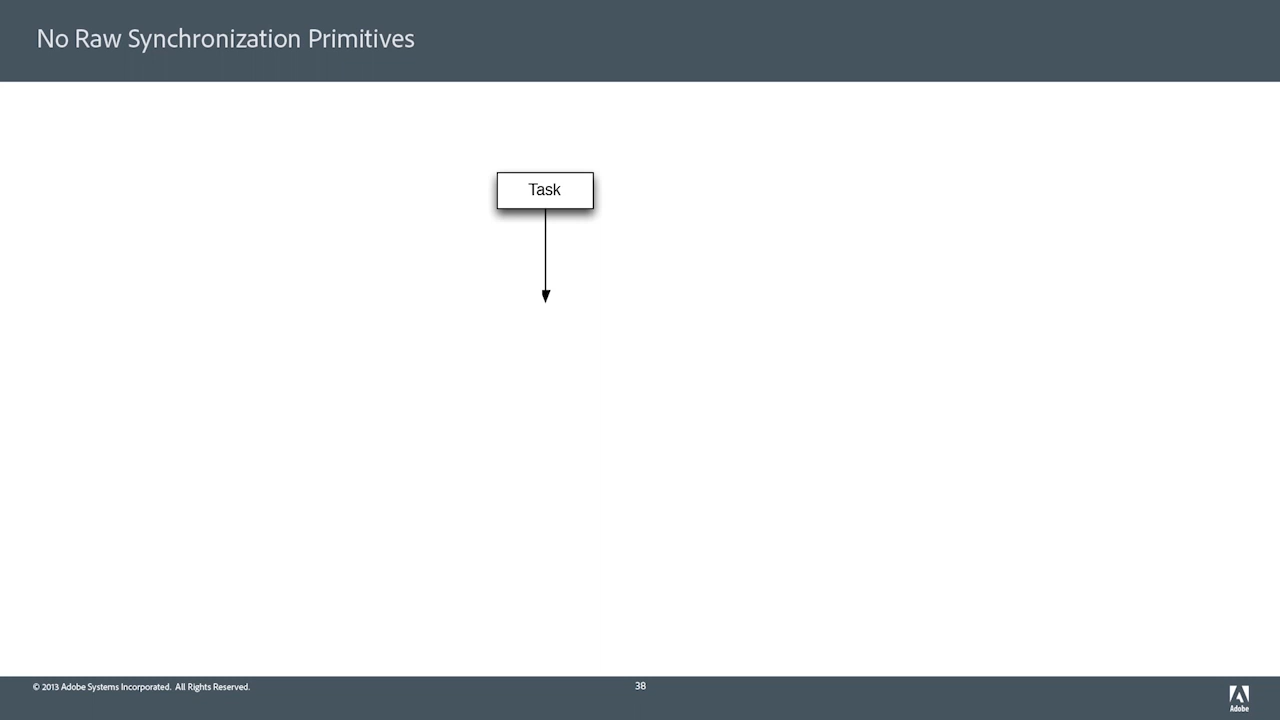 No Raw Synchronization Primitives
Task
© 2013 Adobe Systems Incorporated. All Rights Reserved.
38
Adobe